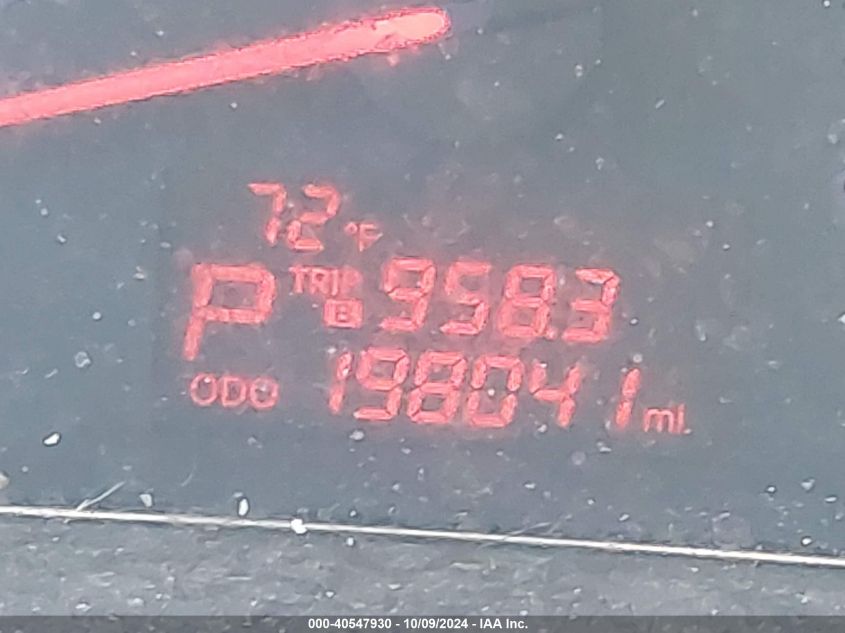 72°F
P TRIP B 958.3
ODO 198041 mi.
000-40547930 - 10/09/2024 - IAA Inc.